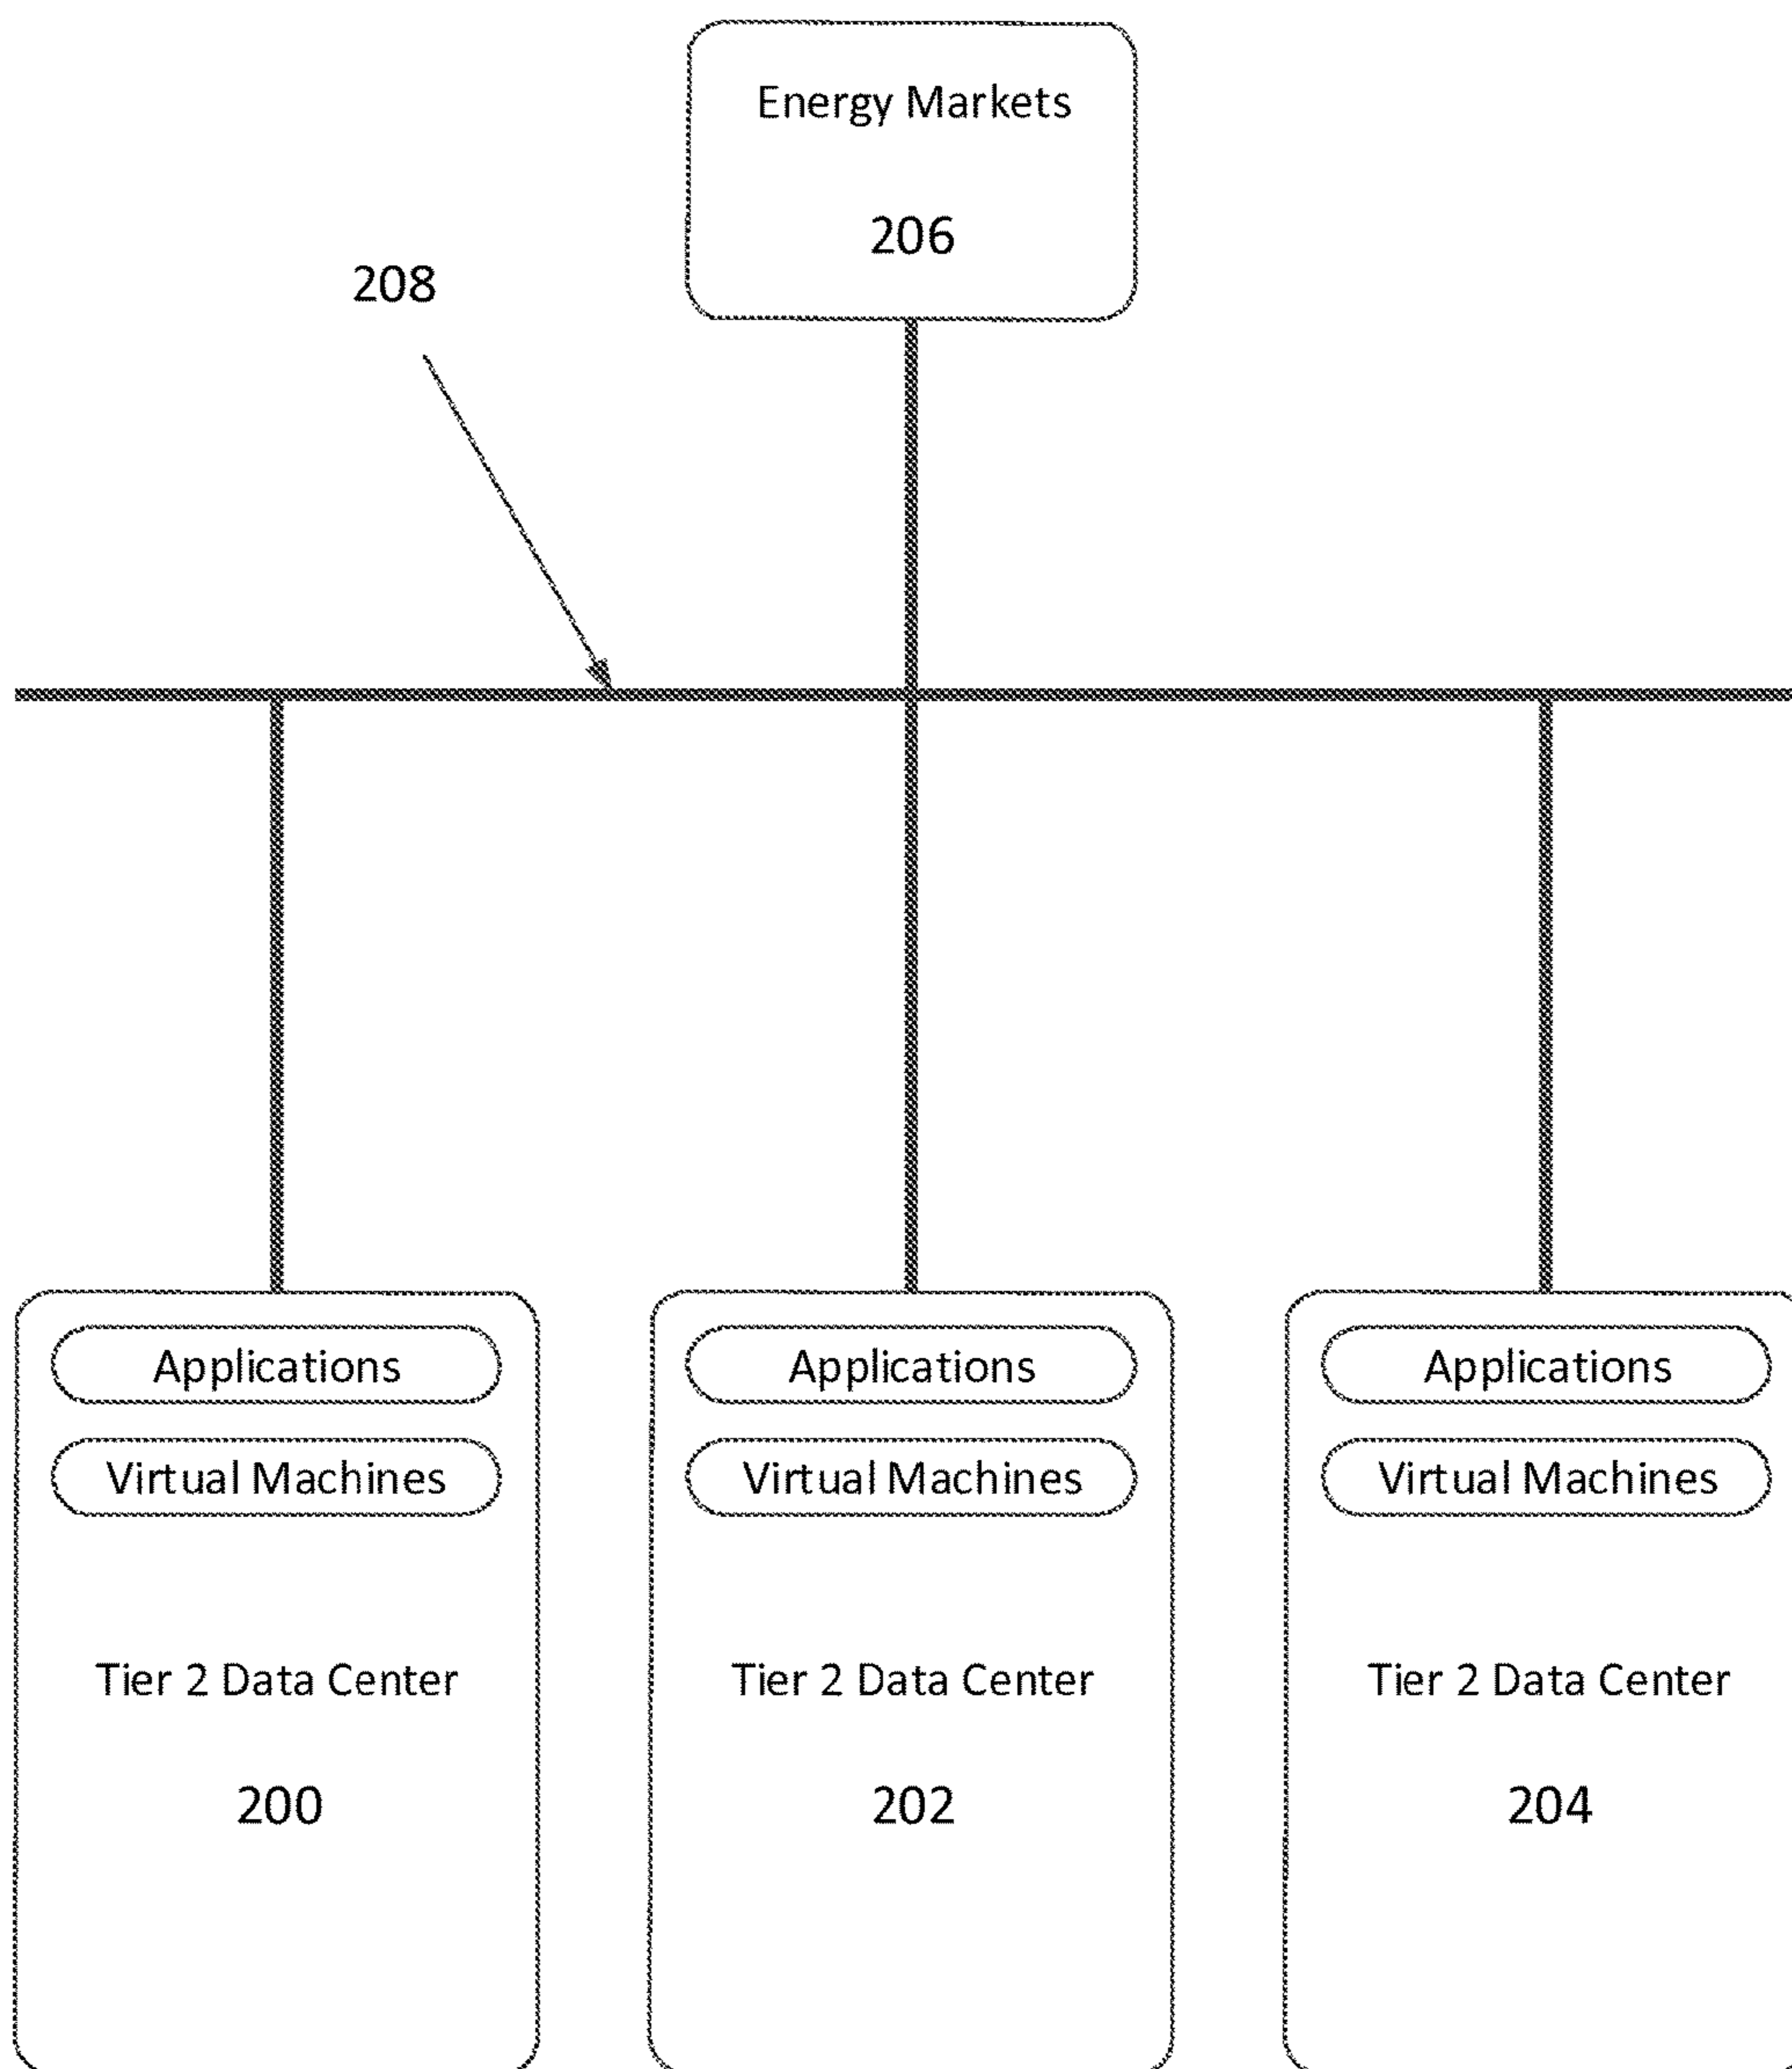 Energy Markets
206
208
Applications
Virtual Machines
Tier 2 Data Center
200
Applications
Virtual Machines
Tier 2 Data Center
202
Applications
Virtual Machines
Tier 2 Data Center
204